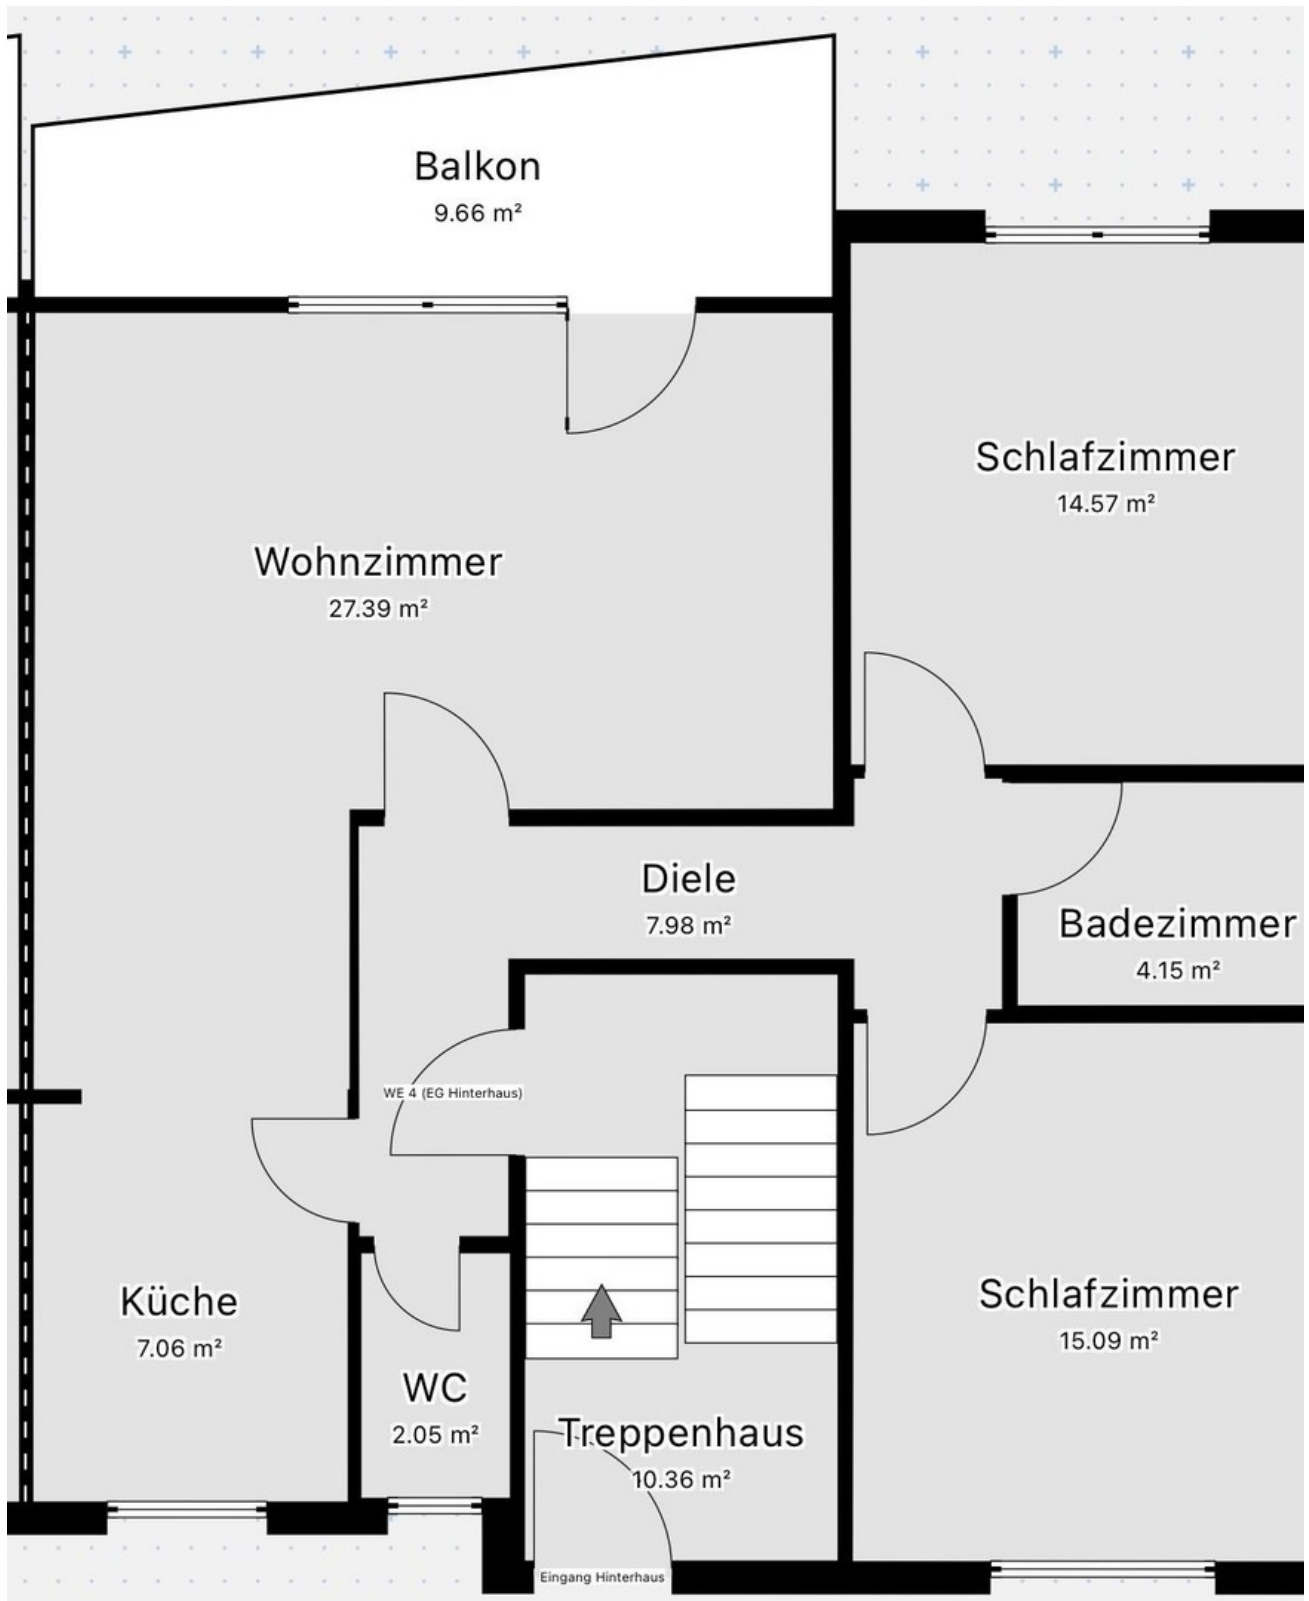 Balkon
9.66 m²
Schlafzimmer
14.57 m²
Wohnzimmer
27.39 m²
Diele
7.98 m²
Badezimmer
4.15 m²
WE 4 (EG Hinterhaus)
Küche
7.06 m²
Schlafzimmer
15.09 m²
WC
2.05 m²
Treppenhaus
10.36 m²
Eingang Hinterhaus